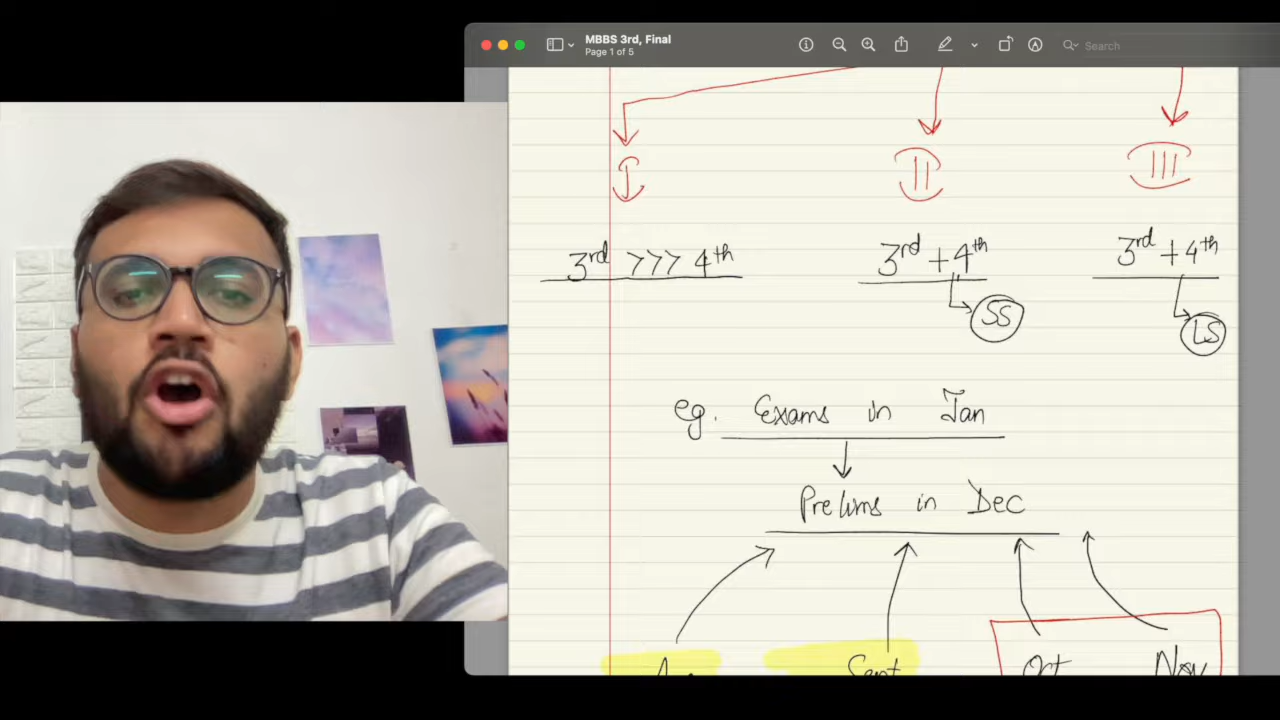 MBBS 3rd, Final
Page 1 of 5
Search
I
II
III
3rd >>> 4th
3rd + 4th
3rd + 4th
SS
LS
eg. Exams in Jan
Prelims in Dec
Sept
Oct
Nov